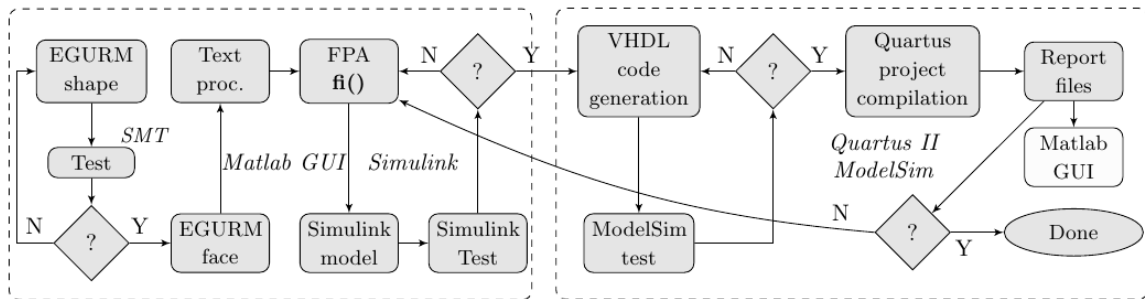 EGURM
shape
Text
proc.
FPA
fi()
N
?
Y
VHDL
code
generation
N
?
Y
Quartus
project
compilation
Report
files
SMT
Test
Matlab GUI
Simulink
Quartus II
ModelSim
Matlab
GUI
N
?
Y
EGURM
face
Simulink
model
Simulink
Test
ModelSim
test
N
?
Y
Done